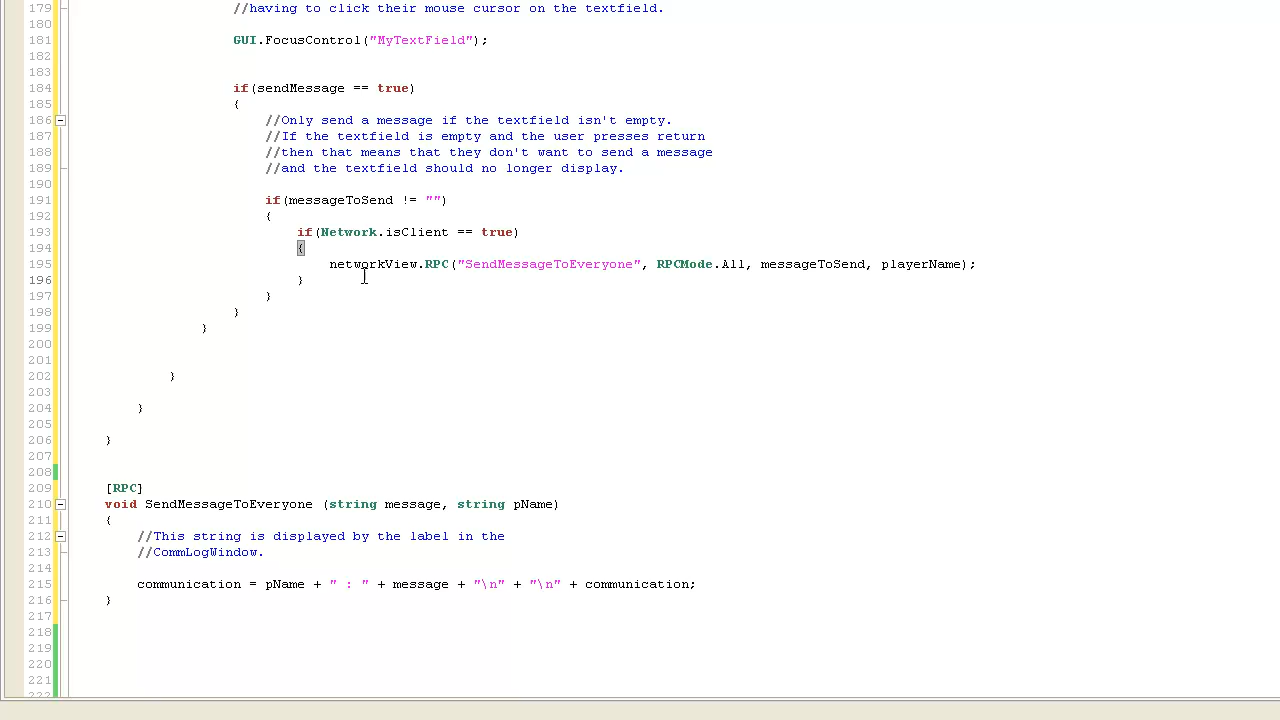 179 //having to click their mouse cursor on the textfield.
180
181 GUI.FocusControl("MyTextField");
182
183
184 if(sendMessage == true)
185 {
186 //Only send a message if the textfield isn't empty.
187 //If the textfield is empty and the user presses return
188 //then that means that they don't want to send a message
189 //and the textfield should no longer display.
190
191 if(messageToSend != "")
192 {
193 if(Network.isClient == true)
194 {
195 networkView.RPC("SendMessageToEveryone", RPCMode.All, messageToSend, playerName);
196 }
197 }
198 }
199 }
200
201
202 }
203
204 }
205
206 }
207
208
209 [RPC]
210 void SendMessageToEveryone (string message, string pName)
211 {
212 //This string is displayed by the label in the
213 //CommLogWindow.
214
215 communication = pName + " : " + message + "\n" + "\n" + communication;
216 }
217
218
219
220
221
222